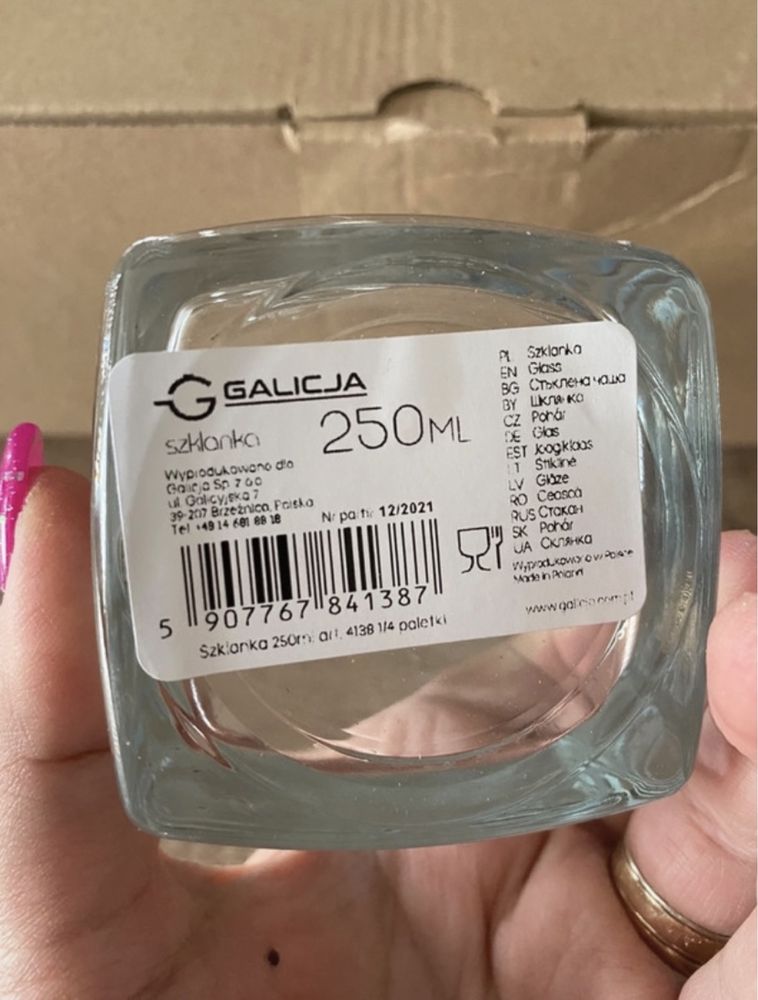 GALICJA
szklanka
250ML
Wyprodukowano dla
Galicja Sp. z o.o
ul. Galicyjska 7
39-207 Brzeźnica, Polska
Tel +48 14 681 88 18
Nr partii 12/2021
5 907767 841387
Szklanka 250ml art. 4138 1/4 paletki
PL Szklanka
EN Glass
BG Стъклена чаша
BY Шклянка
CZ Pohár
DE Glas
EST Joogiklaas
LT Stiklinė
LV Glāze
RO Ceașcă
RUS Стакан
SK Pohár
UA Склянка
Wyprodukowano w Polsce
Made in Poland
www.galicja.com.pl